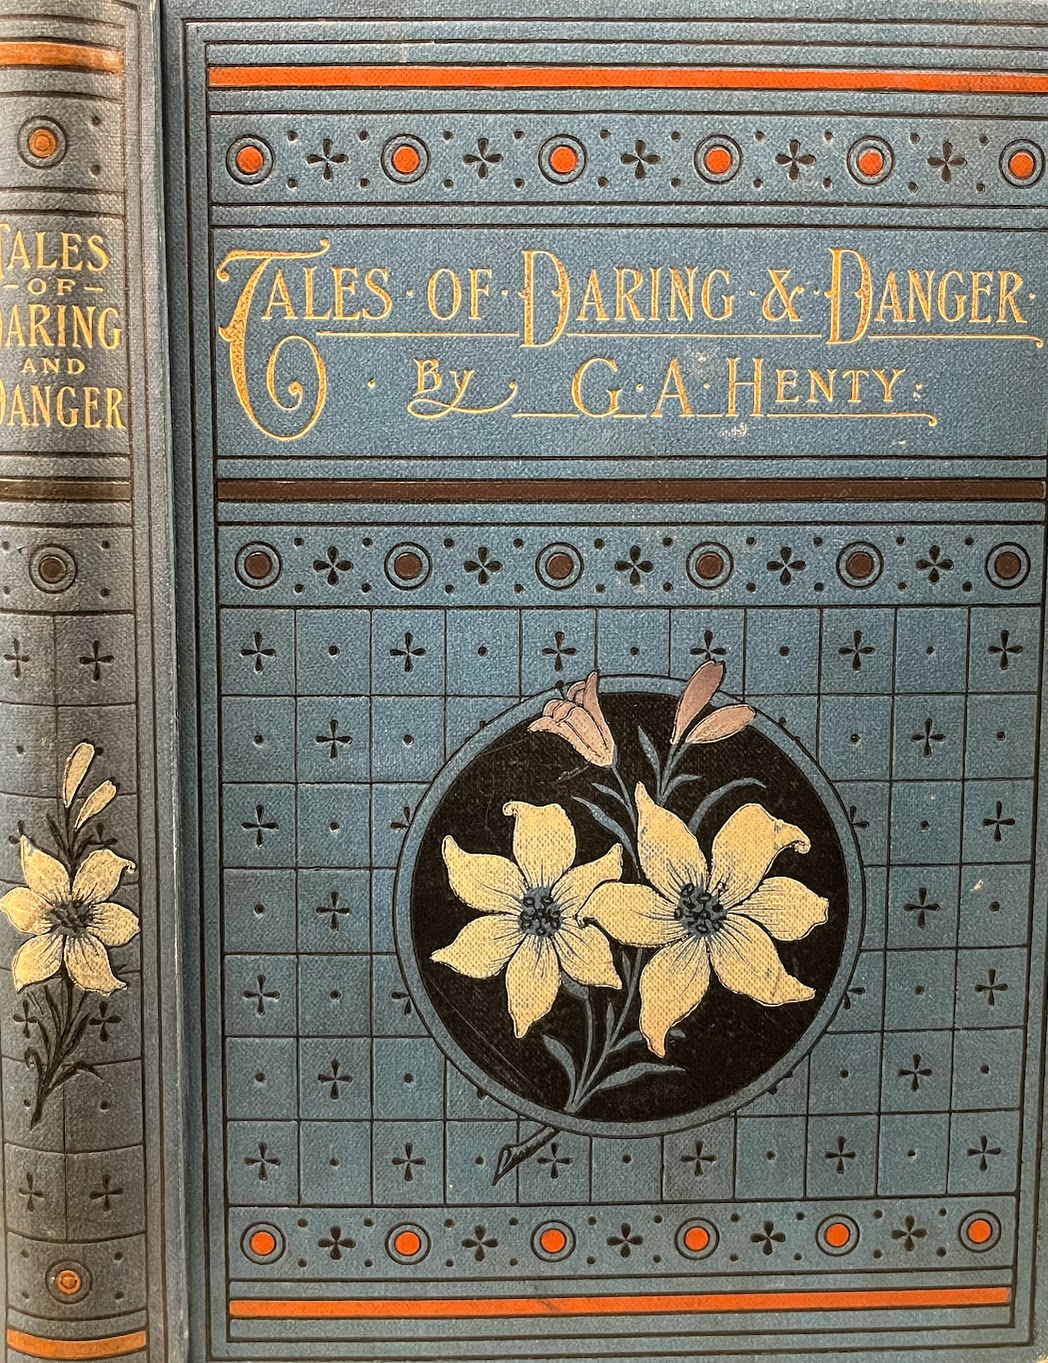 TALES
-OF-
DARING
AND
DANGER
TALES · OF · DARING · & · DANGER ·
· By · G · A · HENTY :